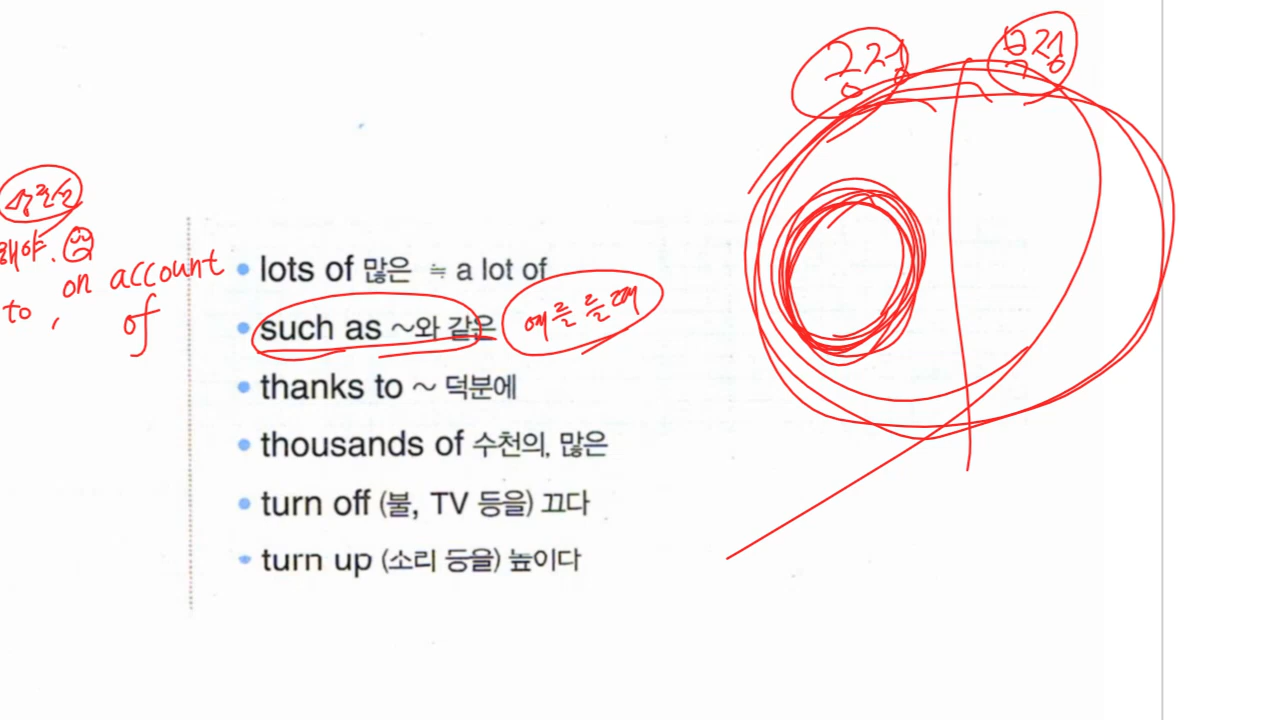 긍정
부정
해야.
to, on account of
lots of 많은 ≒ a lot of
such as ~와 같은 예를 들 때
thanks to ~ 덕분에
thousands of 수천의, 많은
turn off (불, TV 등을) 끄다
turn up (소리 등을) 높이다